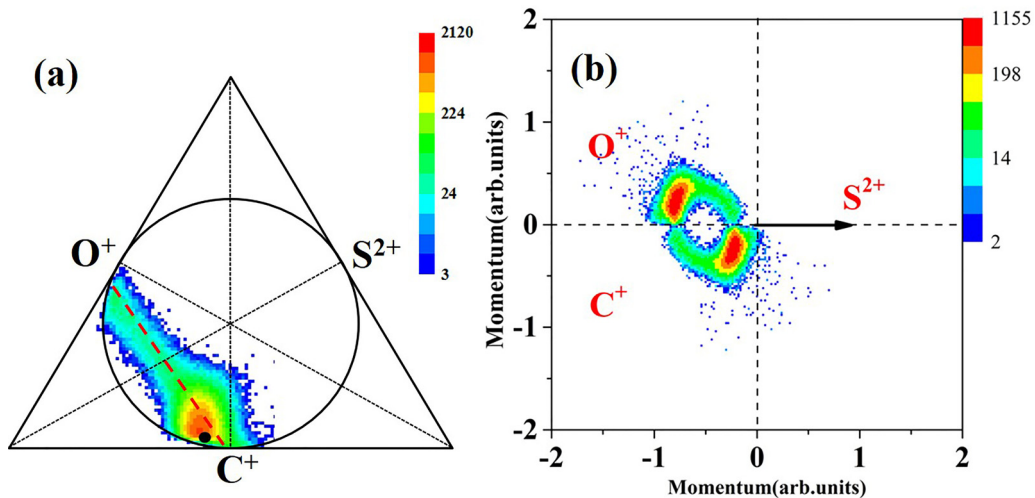 (a)
2120
224
24
3
O⁺
S²⁺
C⁺
(b)
1155
198
14
2
Momentum(arb.units)
2
1
0
-1
-2
O⁺
S²⁺
C⁺
-2
-1
0
1
2
Momentum(arb.units)